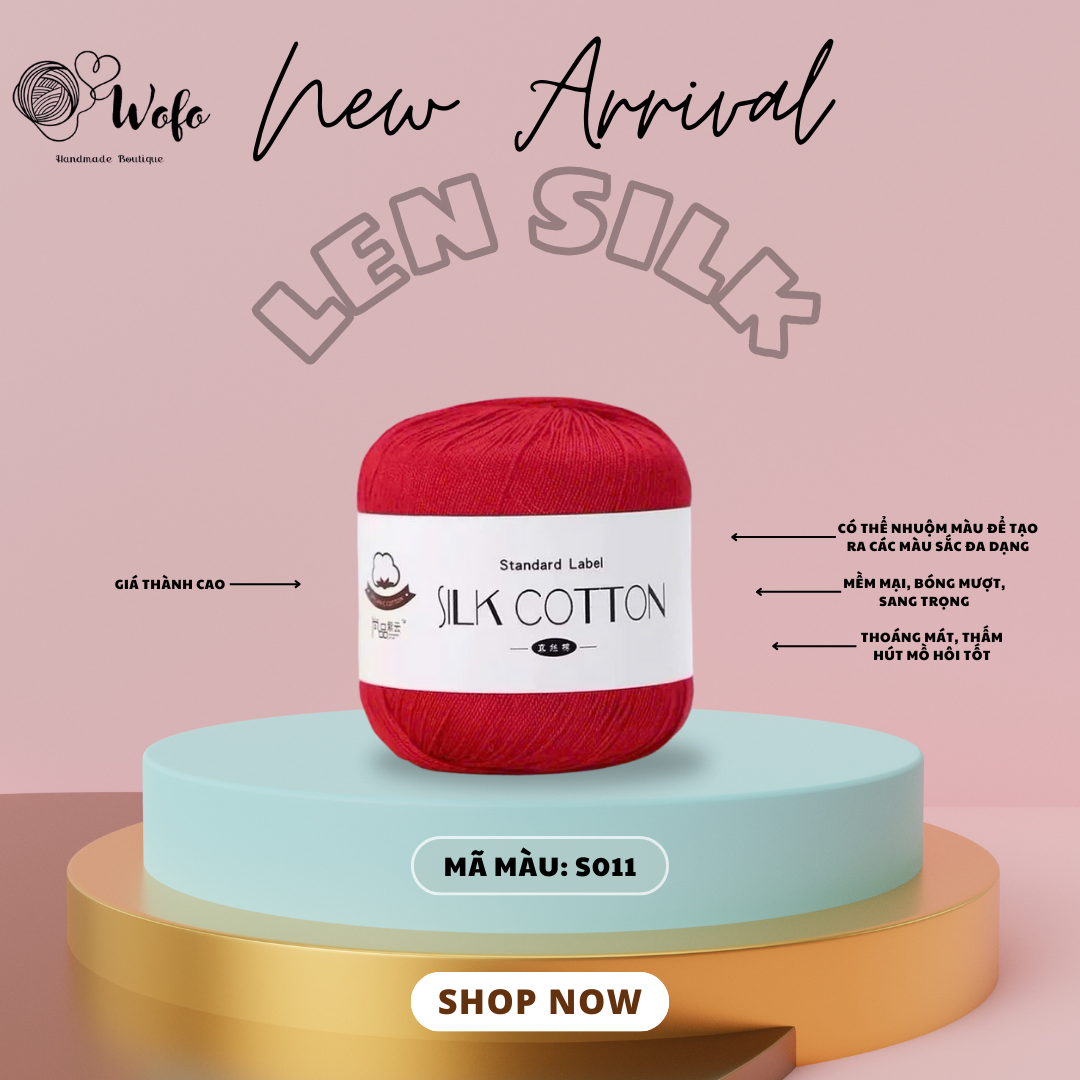 Wofo
Handmade Boutique
New Arrival
LEN SILK
GIÁ THÀNH CAO
CÓ THỂ NHUỘM MÀU ĐỂ TẠO
RA CÁC MÀU SẮC ĐA DẠNG
MỀM MẠI, BÓNG MƯỢT,
SANG TRỌNG
THOÁNG MÁT, THẤM
HÚT MỒ HÔI TỐT
Standard Label
SILK COTTON
MÃ MÀU: S011
SHOP NOW